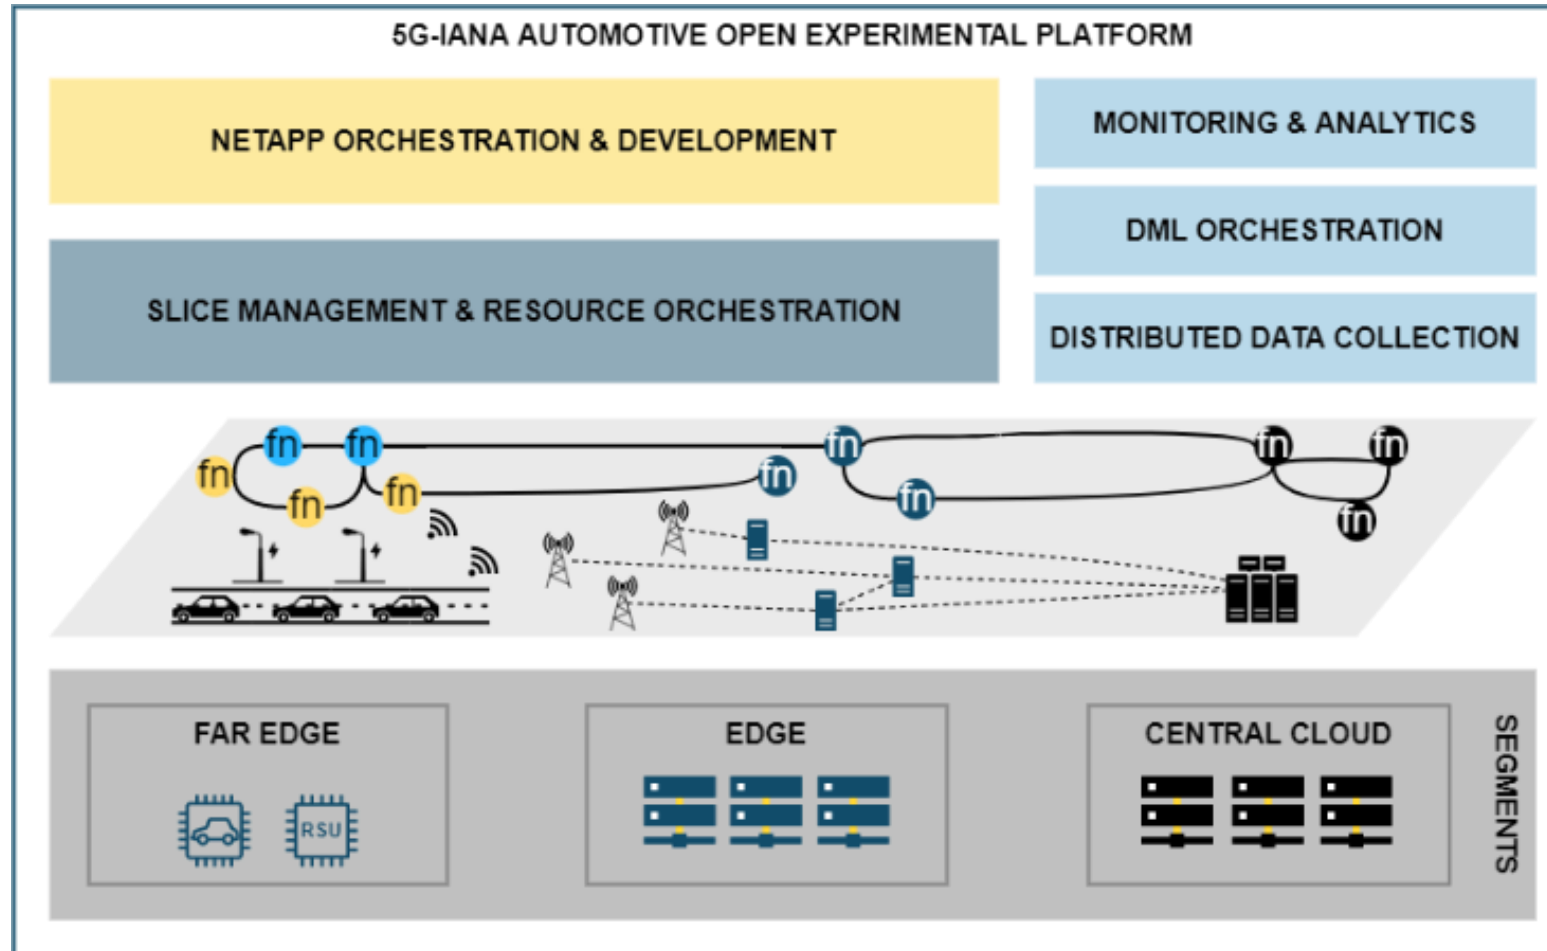 5G-IANA AUTOMOTIVE OPEN EXPERIMENTAL PLATFORM
NETAPP ORCHESTRATION & DEVELOPMENT
MONITORING & ANALYTICS
DML ORCHESTRATION
SLICE MANAGEMENT & RESOURCE ORCHESTRATION
DISTRIBUTED DATA COLLECTION
fn
fn
fn
fn
fn
fn
fn
fn
fn
fn
fn
fn
FAR EDGE
EDGE
CENTRAL CLOUD
RSU
SEGMENTS